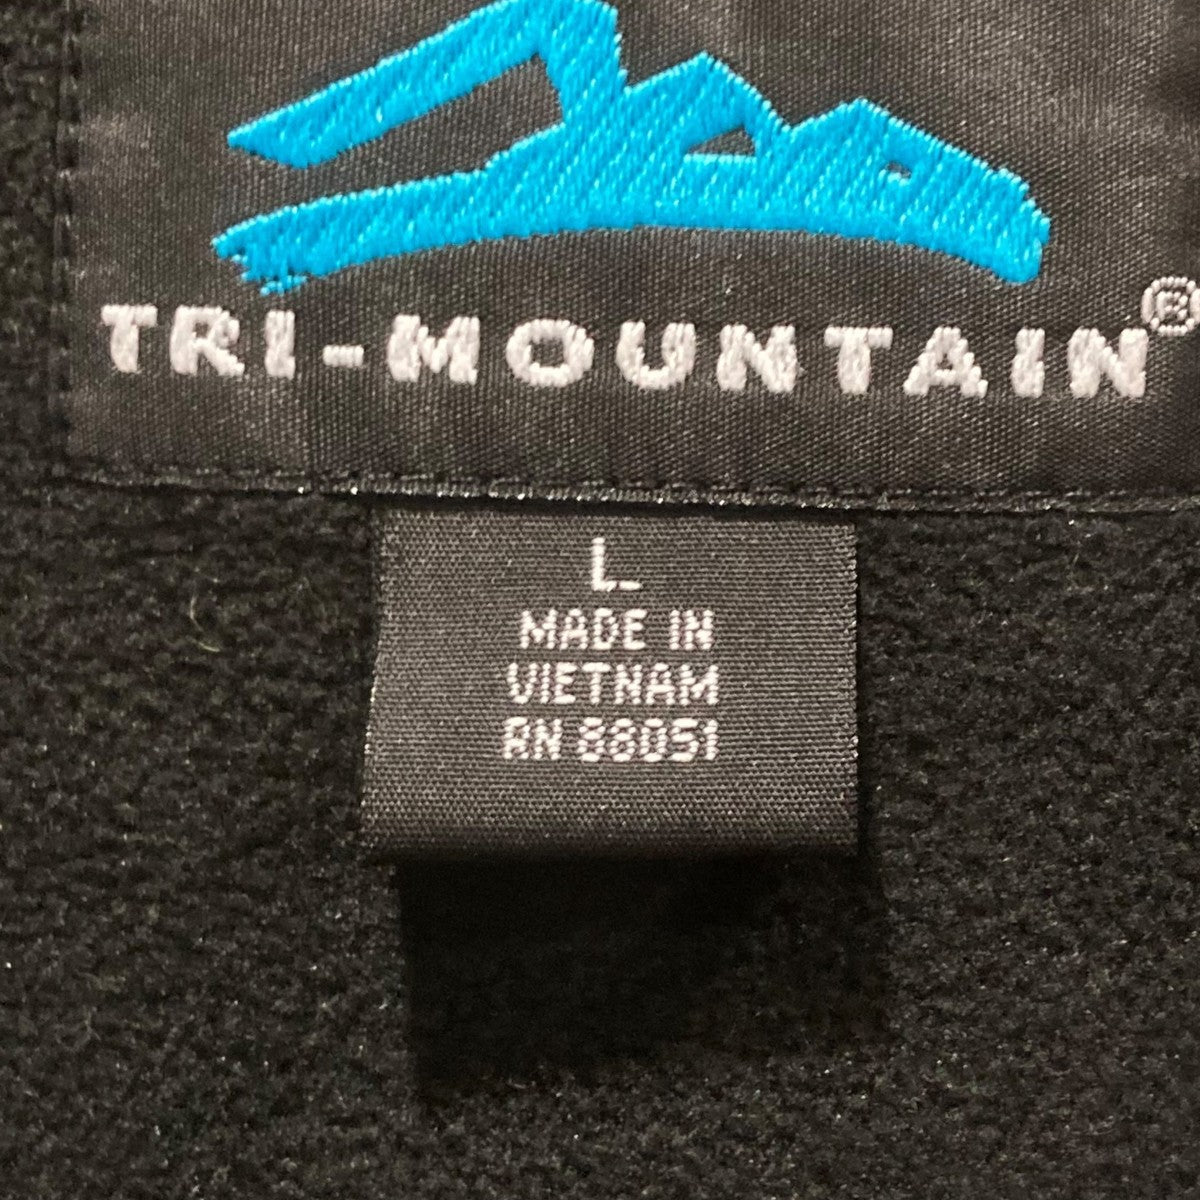 TRI-MOUNTAIN®
L
MADE IN
VIETNAM
RN 88051